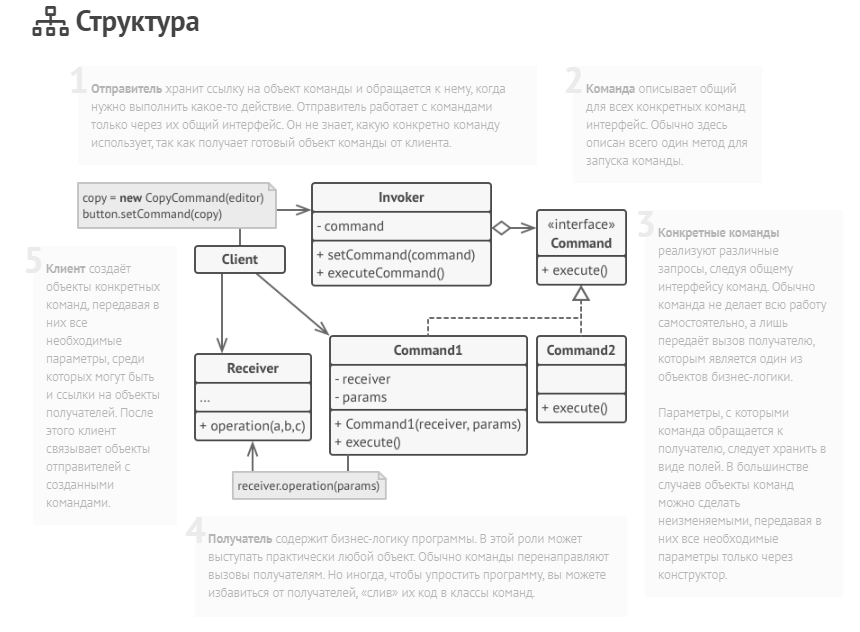 Структура
1
Отправитель хранит ссылку на объект команды и обращается к нему, когда
нужно выполнить какое-то действие. Отправитель работает с командами
только через их общий интерфейс. Он не знает, какую конкретно команду
использует, так как получает готовый объект команды от клиента.
2
Команда описывает общий
для всех конкретных команд
интерфейс. Обычно здесь
описан всего один метод для
запуска команды.
copy = new CopyCommand(editor)
button.setCommand(copy)
Invoker
- command
+ setCommand(command)
+ executeCommand()
«interface»
Command
+ execute()
3
Конкретные команды
реализуют различные
запросы, следуя общему
интерфейсу команд. Обычно
команда не делает всю работу
самостоятельно, а лишь
передаёт вызов получателю,
которым является один из
объектов бизнес-логики.
Параметры, с которыми
команда обращается к
получателю, следует хранить в
виде полей. В большинстве
случаев объекты команд
можно сделать
неизменяемыми, передавая в
них все необходимые
параметры только через
конструктор.
Client
5
Клиент создаёт
объекты конкретных
команд, передавая в
них все
необходимые
параметры, среди
которых могут быть
и ссылки на объекты
получателей. После
этого клиент
связывает объекты
отправителей с
созданными
командами.
Receiver
...
+ operation(a,b,c)
Command1
- receiver
- params
+ Command1(receiver, params)
+ execute()
Command2
+ execute()
receiver.operation(params)
4
Получатель содержит бизнес-логику программы. В этой роли может
выступать практически любой объект. Обычно команды перенаправляют
вызовы получателям. Но иногда, чтобы упростить программу, вы можете
избавиться от получателей, «слив» их код в классы команд.